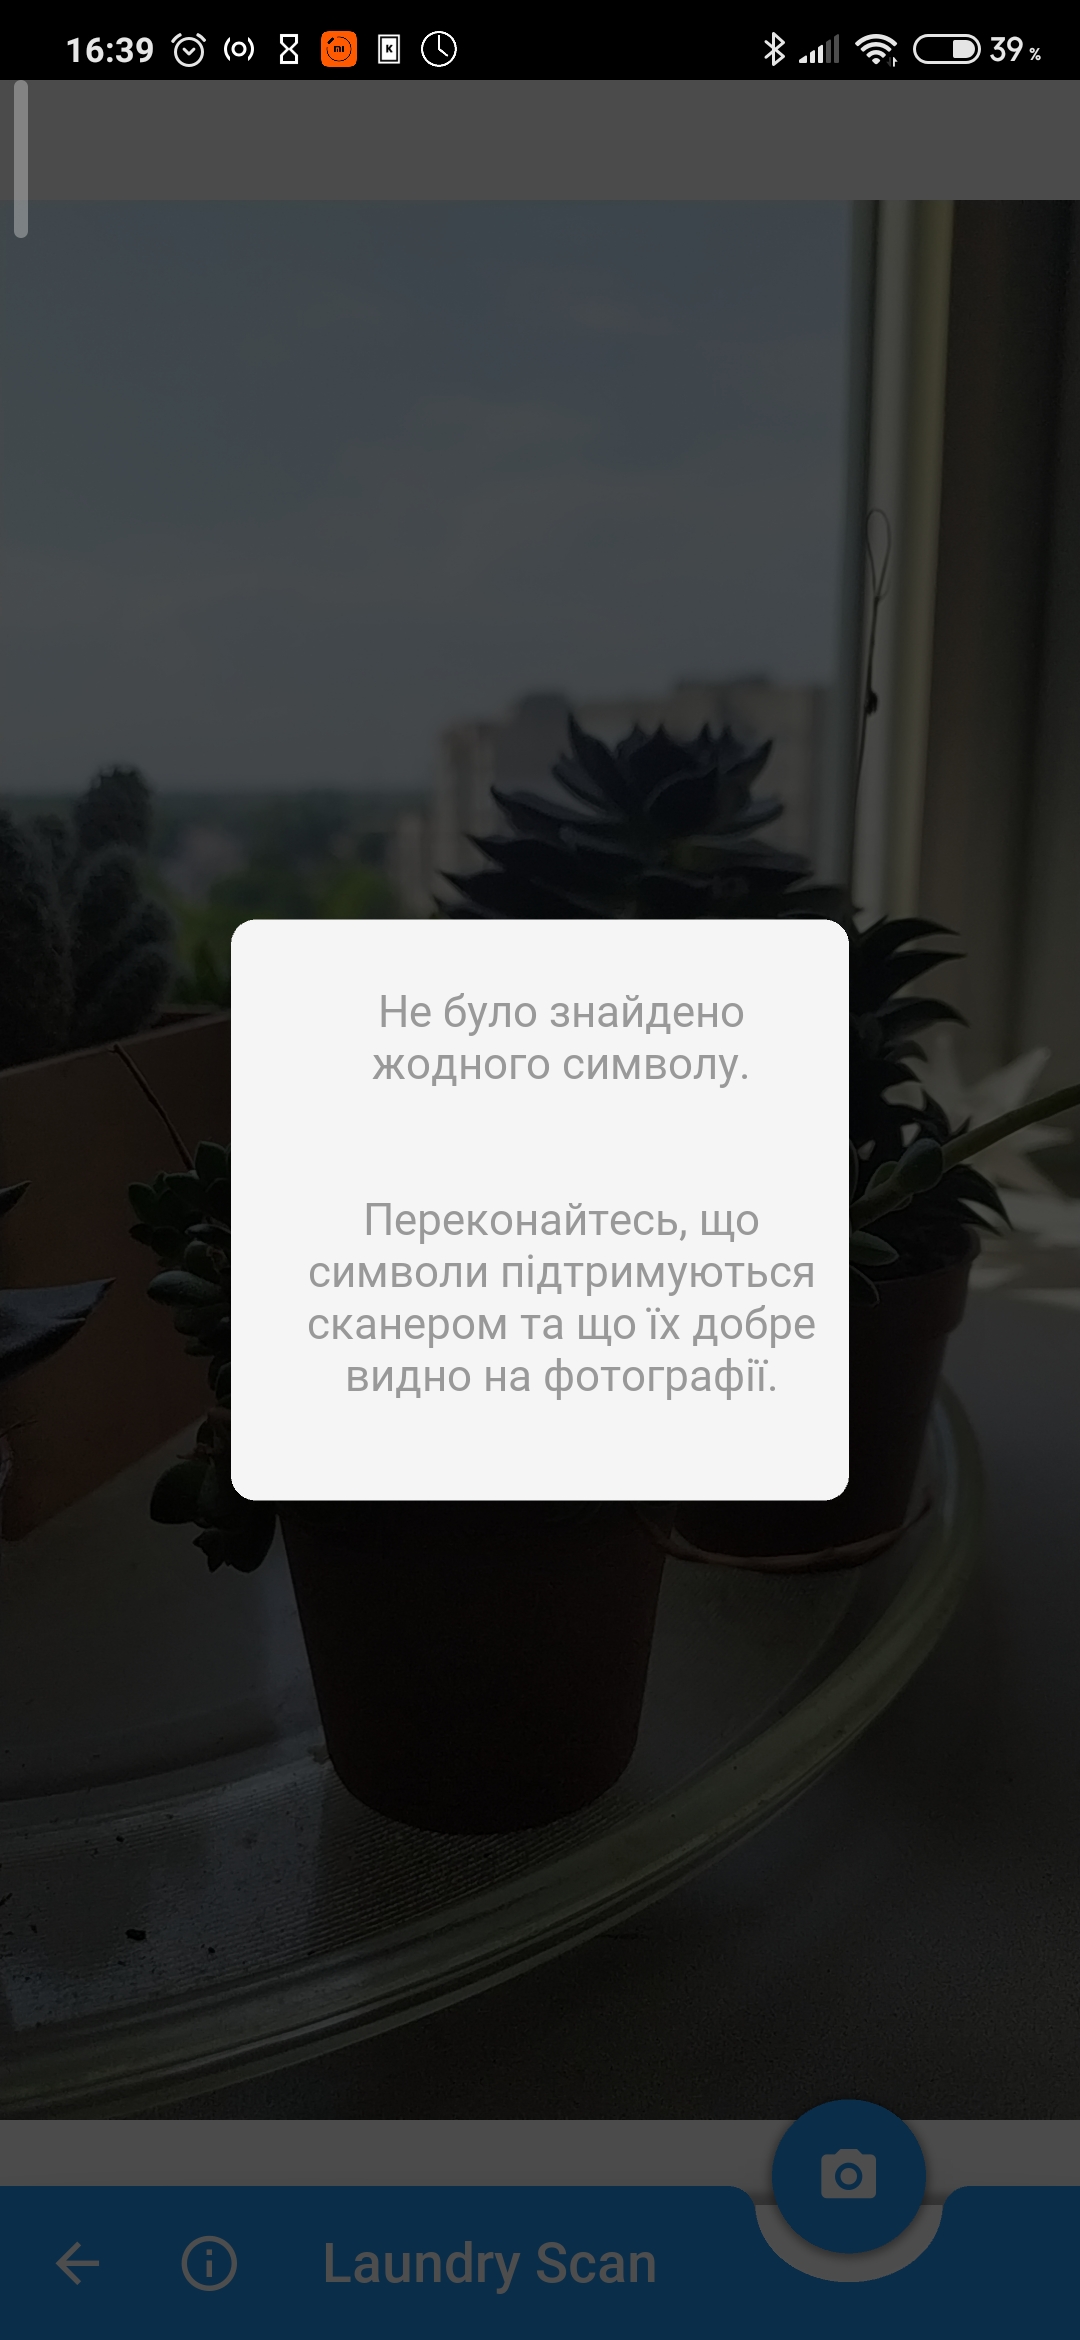 16:39
39 %
Не було знайдено
жодного символу.
Переконайтесь, що
символи підтримуються
сканером та що їх добре
видно на фотографії.
Laundry Scan